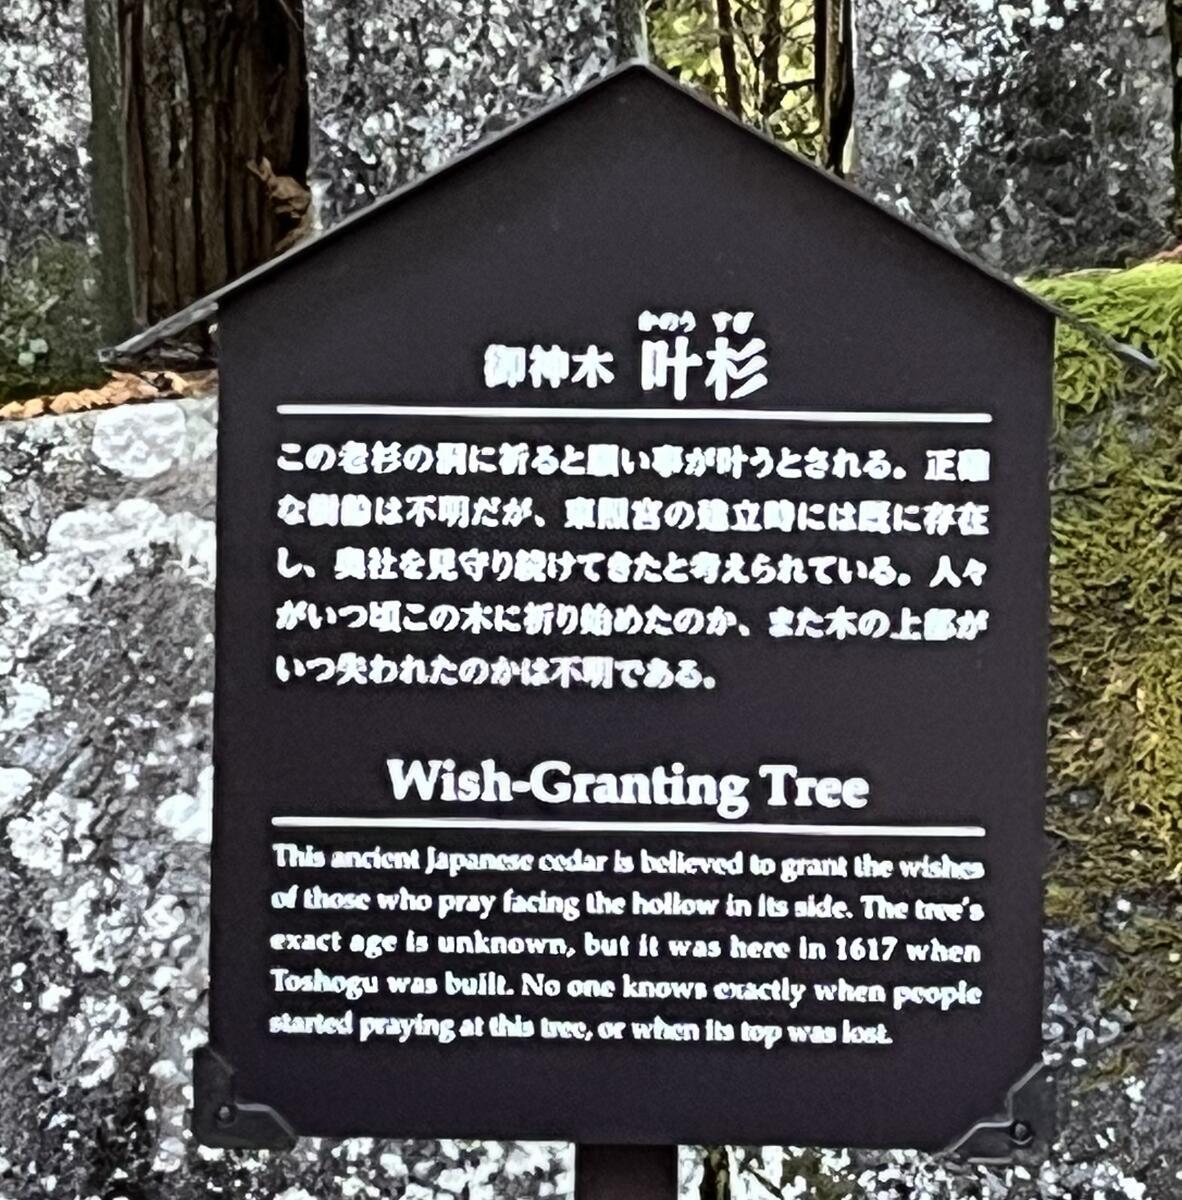 かのう すぎ
御神木 叶杉
この老杉の洞に祈ると願い事が叶うとされる。正確
な樹齢は不明だが、東照宮の建立時には既に存在
し、奥社を見守り続けてきたと考えられている。人々
がいつ頃この木に祈り始めたのか、また木の上部が
いつ失われたのかは不明である。
Wish-Granting Tree
This ancient Japanese cedar is believed to grant the wishes
of those who pray facing the hollow in its side. The tree's
exact age is unknown, but it was here in 1617 when
Toshogu was built. No one knows exactly when people
started praying at this tree, or when its top was lost.